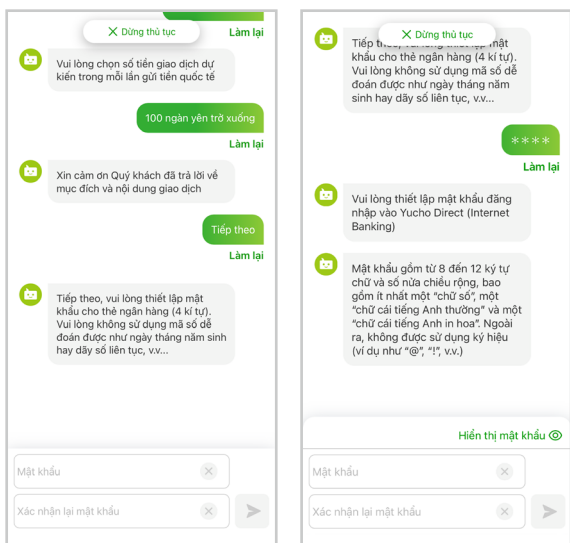 Dừng thủ tục
Làm lại
Vui lòng chọn số tiền giao dịch dự
kiến trong mỗi lần gửi tiền quốc tế
100 ngàn yên trở xuống
Làm lại
Xin cảm ơn Quý khách đã trả lời về
mục đích và nội dung giao dịch
Tiếp theo
Làm lại
Tiếp theo, vui lòng thiết lập mật
khẩu cho thẻ ngân hàng (4 kí tự).
Vui lòng không sử dụng mã số dễ
đoán được như ngày tháng năm sinh
hay dãy số liên tục, v.v...
Mật khẩu
Xác nhận lại mật khẩu
Dừng thủ tục
Tiếp theo, vui lòng thiết lập mật
khẩu cho thẻ ngân hàng (4 kí tự).
Vui lòng không sử dụng mã số dễ
đoán được như ngày tháng năm
sinh hay dãy số liên tục, v.v...
****
Làm lại
Vui lòng thiết lập mật khẩu đăng
nhập vào Yucho Direct (Internet
Banking)
Mật khẩu gồm từ 8 đến 12 ký tự
chữ và số nửa chiều rộng, bao
gồm ít nhất một “chữ số”, một
“chữ cái tiếng Anh thường” và một
“chữ cái tiếng Anh in hoa”. Ngoài
ra, không được sử dụng ký hiệu
(ví dụ như “@”, “!”, v.v.)
Hiển thị mật khẩu
Mật khẩu
Xác nhận lại mật khẩu